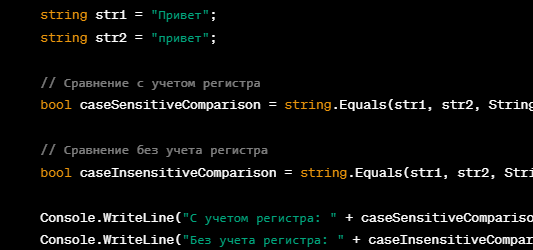 string str1 = "Привет";
string str2 = "привет";
// Сравнение с учетом регистра
bool caseSensitiveComparison = string.Equals(str1, str2, String
// Сравнение без учета регистра
bool caseInsensitiveComparison = string.Equals(str1, str2, Stri
Console.WriteLine("С учетом регистра: " + caseSensitiveCompariso
Console.WriteLine("Без учета регистра: " + caseInsensitiveCompar